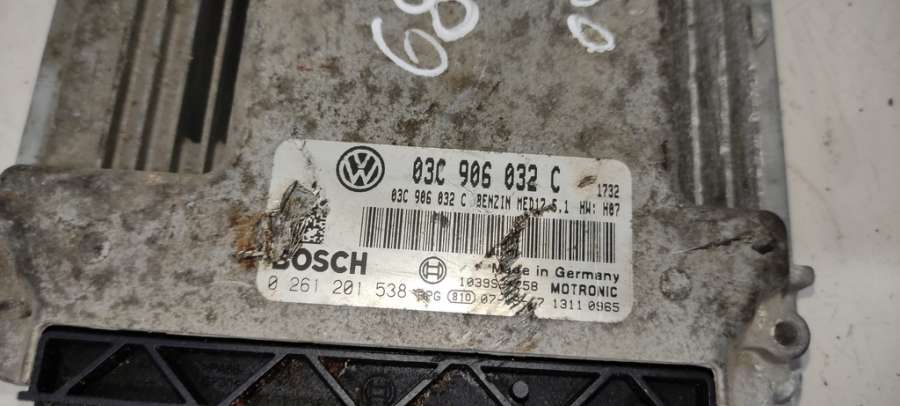 68
03C 906 032 C 1732
03C 906 032 C BENZIN MED17.5.1 HW: H07
BOSCH Made in Germany
MOTRONIC
0 261 201 538 810 1311 0965